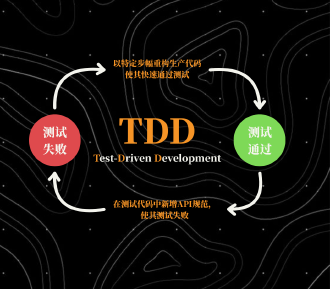 以特定步幅重构生产代码
使其快速通过测试
测试
失败
TDD
Test-Driven Development
测试
通过
在测试代码中新增API规范,
使其测试失败